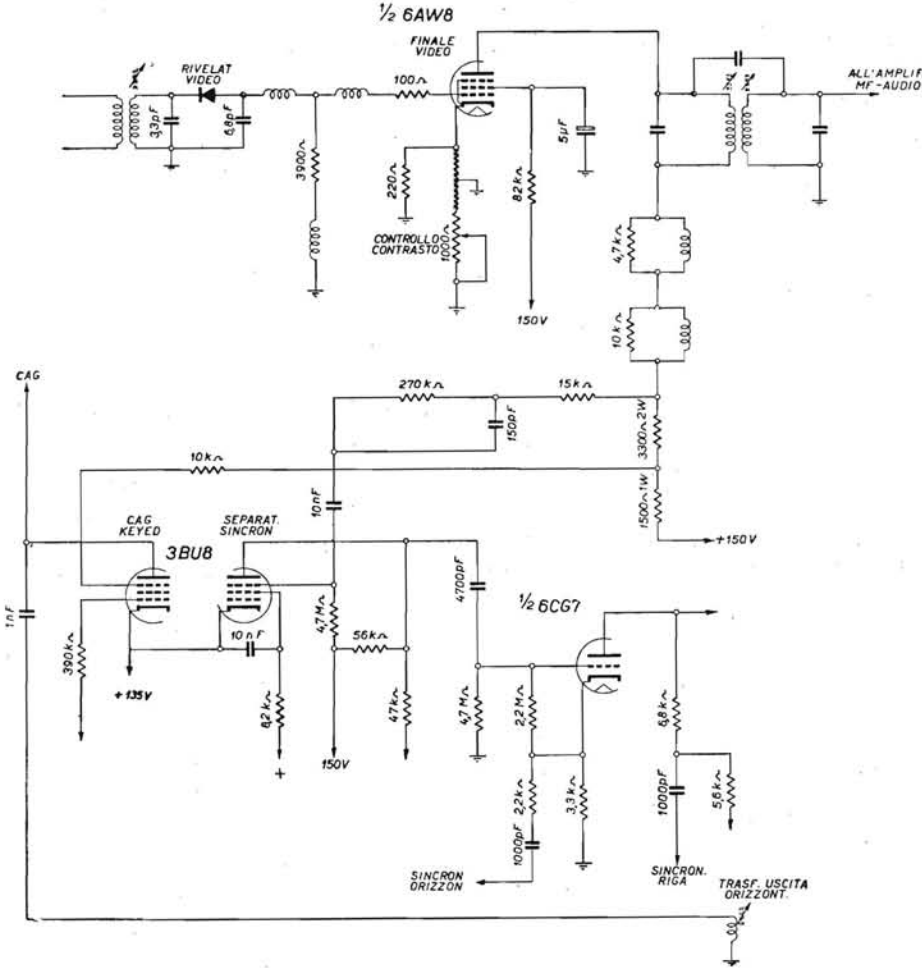 ½ 6AW8
FINALE
VIDEO
RIVELAT
VIDEO
100Ω
ALL'AMPLIF.
MF-AUDIO
3,3pF
6,8pF
3900Ω
220Ω
5µF
82kΩ
1000Ω
CONTROLLO
CONTRASTO
150V
4,7kΩ
10kΩ
CAG
270kΩ
15kΩ
150pF
3300Ω 2W
10kΩ
1500Ω 1W
10nF
+150V
CAG
KEYED
SEPARAT.
SINCRON
3BU8
4700pF
½ 6CG7
1nF
390kΩ
10nF
4,7MΩ
56kΩ
+135V
8,2kΩ
47kΩ
4,7MΩ
2,2MΩ
6,8kΩ
+
150V
2,2kΩ
3,3kΩ
1000pF
5,6kΩ
1000pF
SINCRON
ORIZZON
SINCRON.
RIGA
TRASF. USCITA
ORIZZONT.